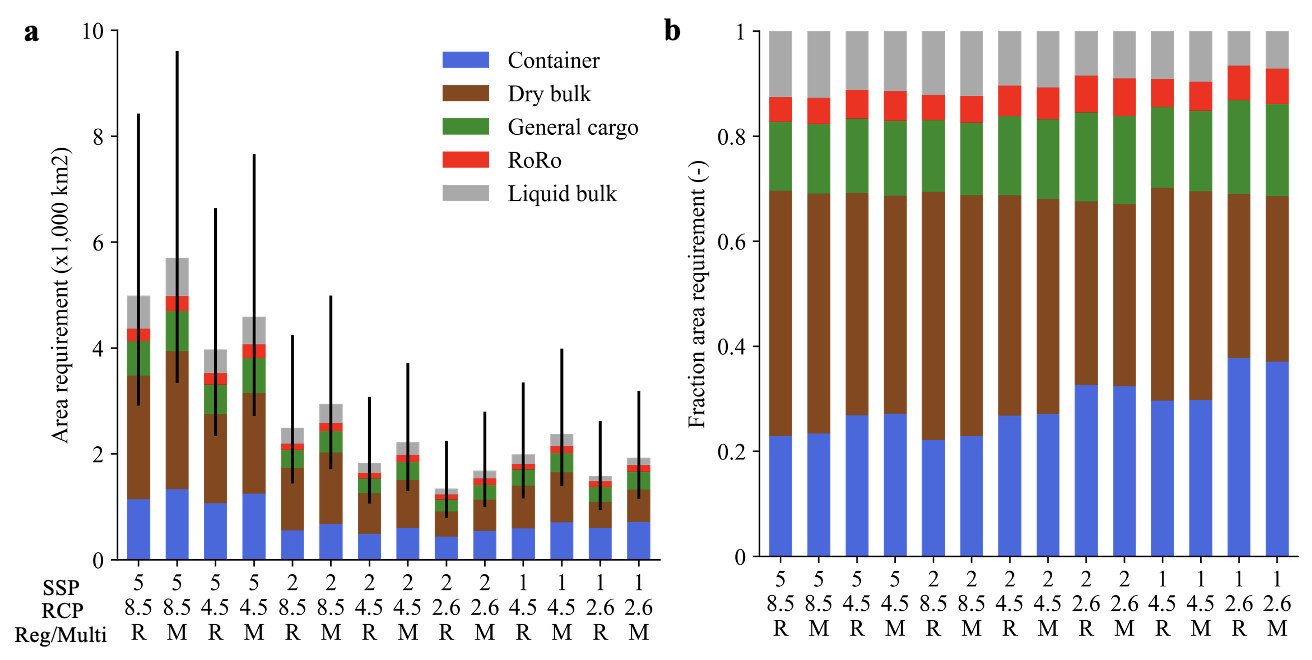 a
10
8
6
4
2
0
Area requirement (x1,000 km2)
Container
Dry bulk
General cargo
RoRo
Liquid bulk
SSP 5 5 5 5 2 2 2 2 2 2 1 1 1 1
RCP 8.5 8.5 4.5 4.5 8.5 8.5 4.5 4.5 2.6 2.6 4.5 4.5 2.6 2.6
Reg/Multi R M R M R M R M R M R M R M
b
1
0.8
0.6
0.4
0.2
0
Fraction area requirement (-)
5 5 5 5 2 2 2 2 2 2 1 1 1 1
8.5 8.5 4.5 4.5 8.5 8.5 4.5 4.5 2.6 2.6 4.5 4.5 2.6 2.6
R M R M R M R M R M R M R M